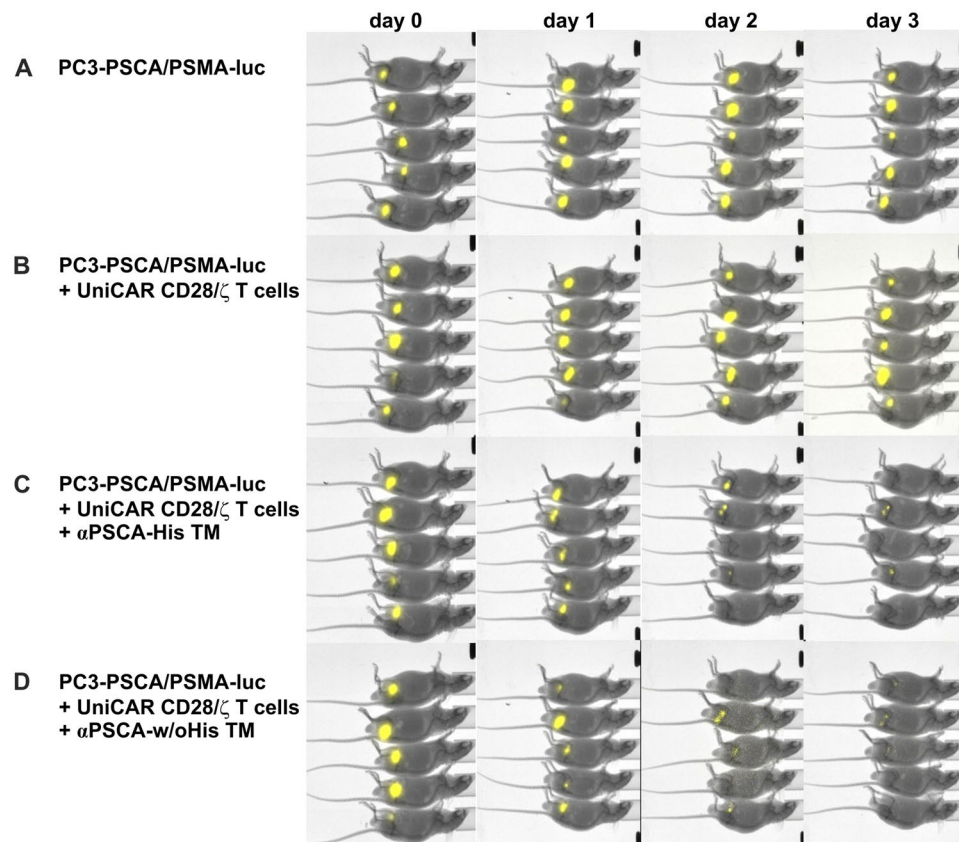 day 0 day 1 day 2 day 3
A PC3-PSCA/PSMA-luc
B PC3-PSCA/PSMA-luc
+ UniCAR CD28/ζ T cells
C PC3-PSCA/PSMA-luc
+ UniCAR CD28/ζ T cells
+ αPSCA-His TM
D PC3-PSCA/PSMA-luc
+ UniCAR CD28/ζ T cells
+ αPSCA-w/oHis TM